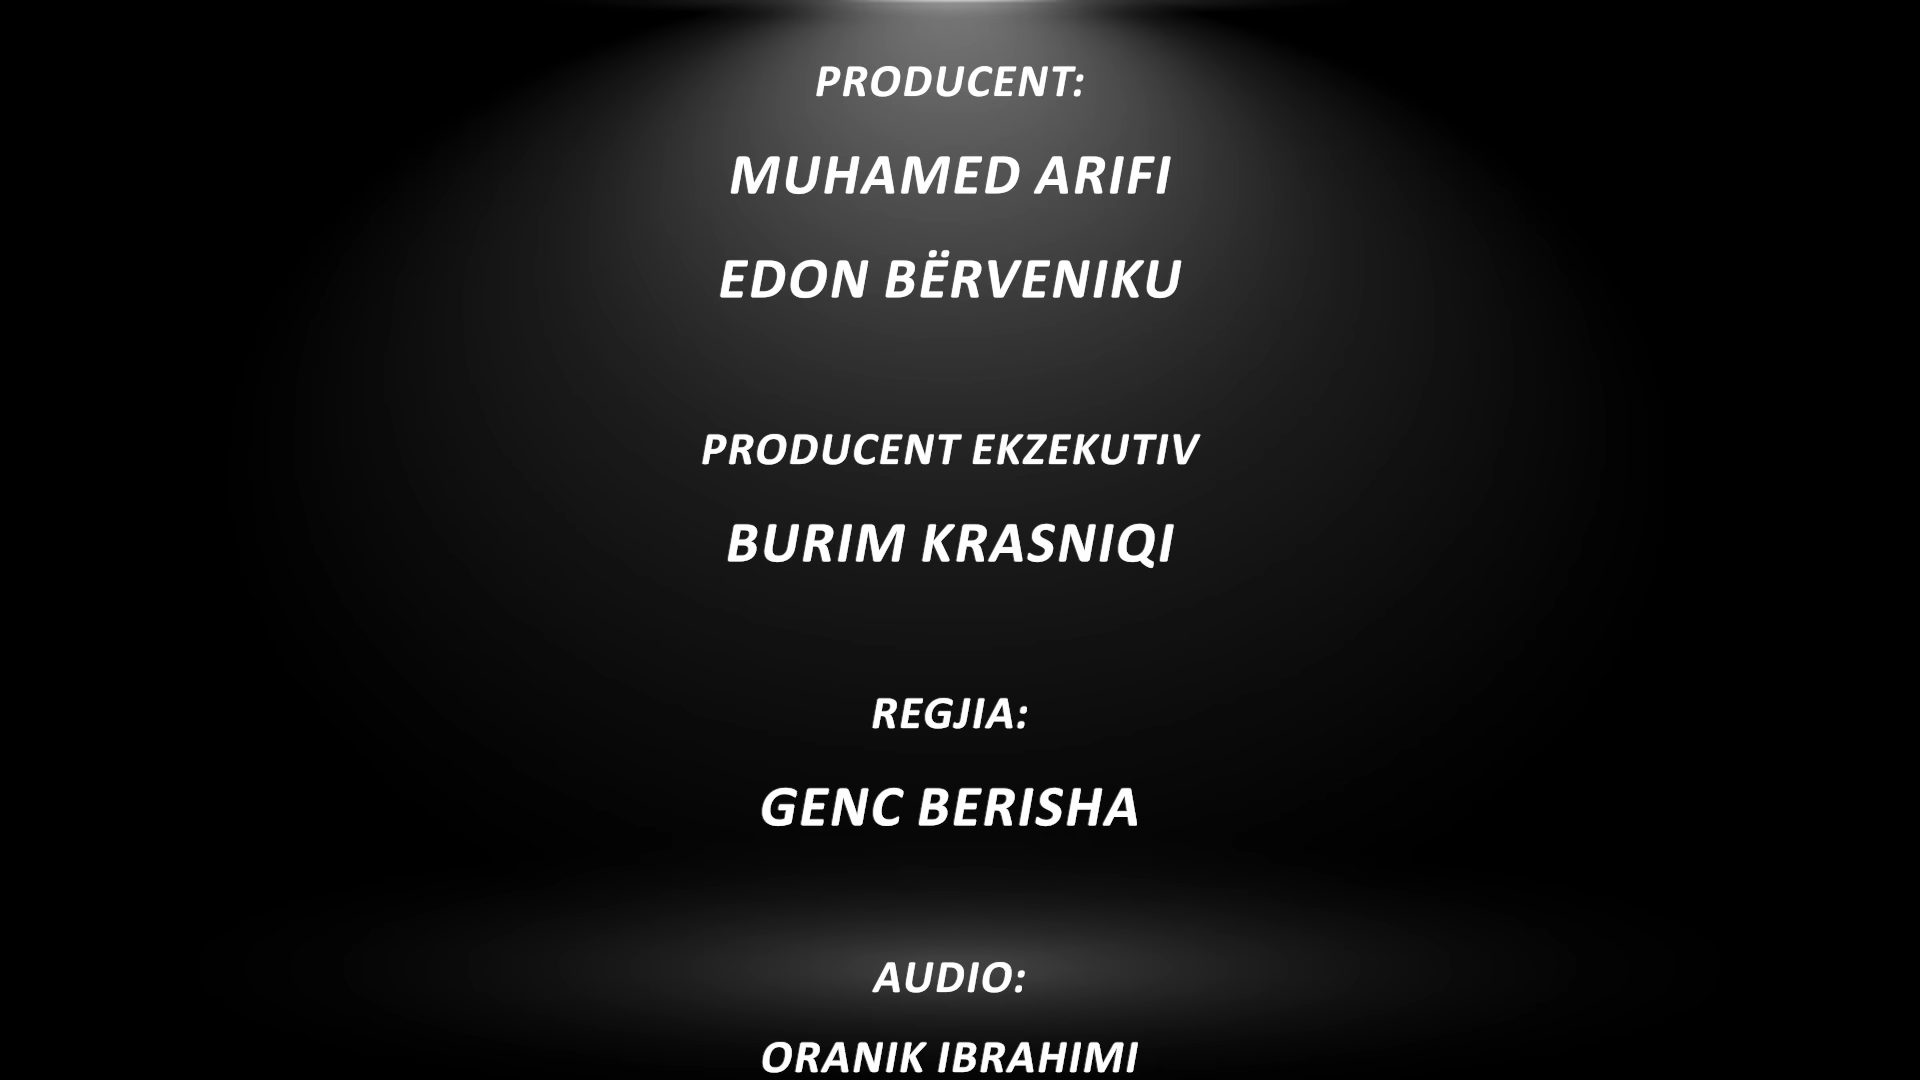 PRODUCENT:
MUHAMED ARIFI
EDON BËRVENIKU
PRODUCENT EKZEKUTIV
BURIM KRASNIQI
REGJIA:
GENC BERISHA
AUDIO:
ORANIK IBRAHIMI